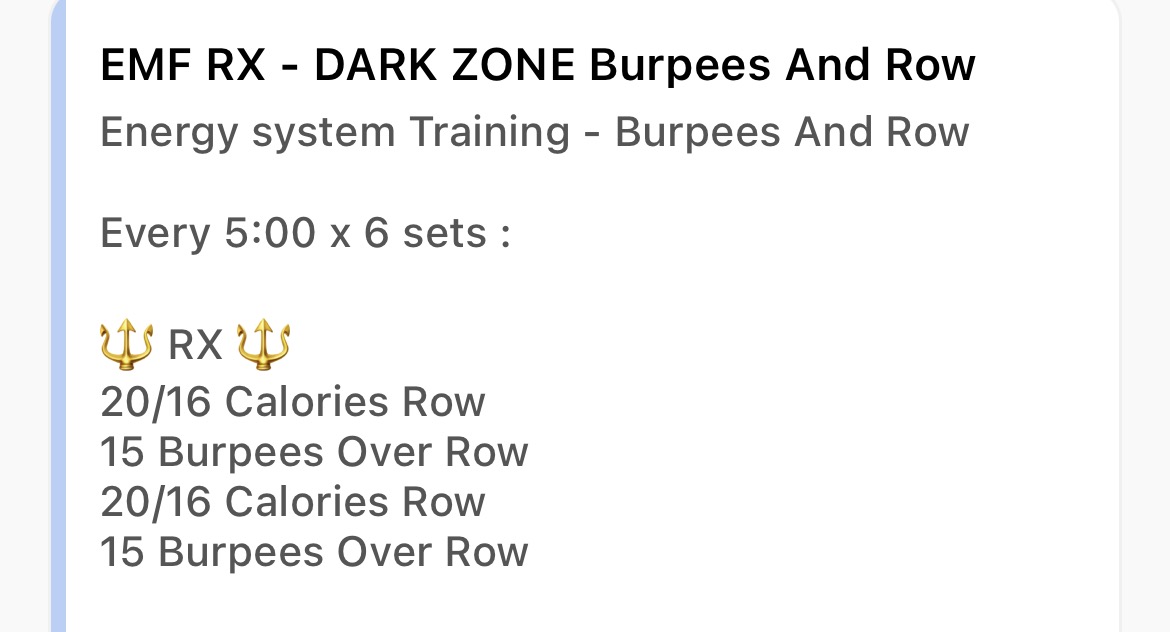 EMF RX - DARK ZONE Burpees And Row
Energy system Training - Burpees And Row
Every 5:00 x 6 sets :
🔱 RX 🔱
20/16 Calories Row
15 Burpees Over Row
20/16 Calories Row
15 Burpees Over Row